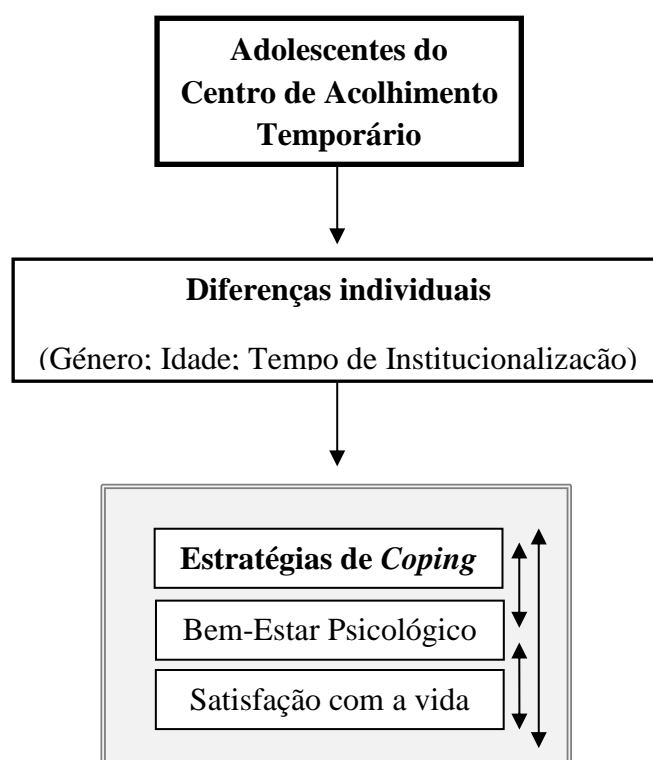 Adolescentes do
Centro de Acolhimento
Temporário
Diferenças individuais
(Género; Idade; Tempo de Institucionalização)
Estratégias de Coping
Bem-Estar Psicológico
Satisfação com a vida